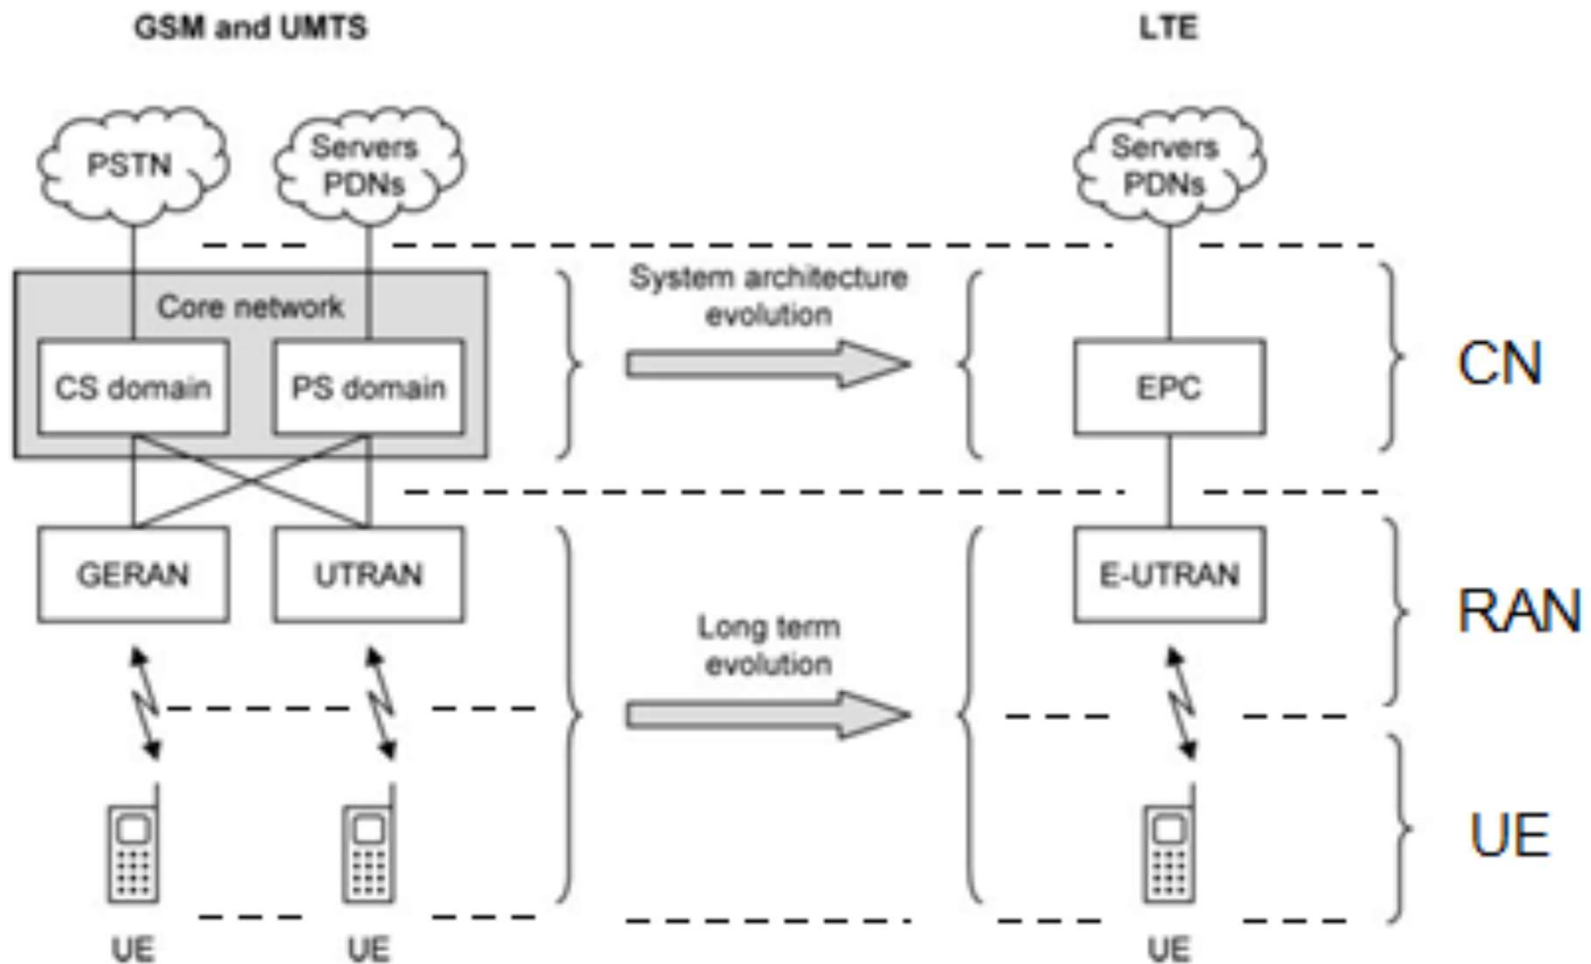 GSM and UMTS
LTE
PSTN
Servers
PDNs
Servers
PDNs
Core network
System architecture
evolution
CS domain
PS domain
EPC
CN
GERAN
UTRAN
E-UTRAN
RAN
Long term
evolution
UE
UE
UE
UE